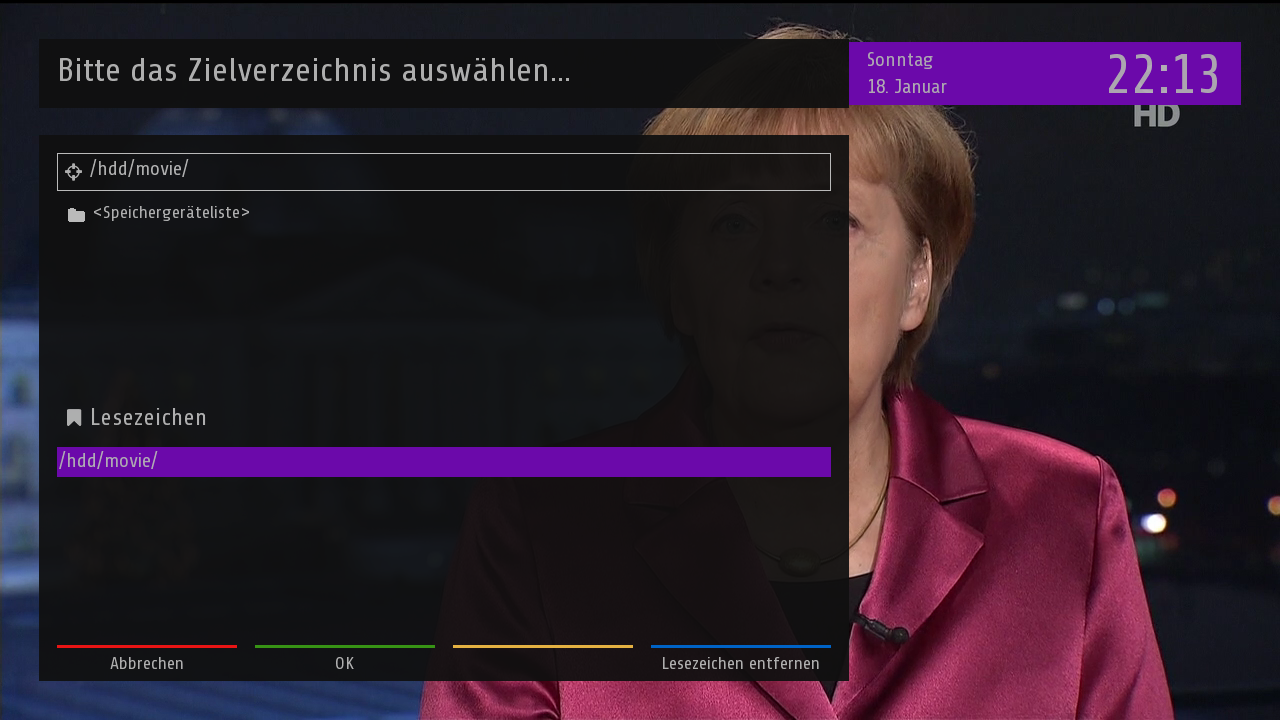 Bitte das Zielverzeichnis auswählen...
Sonntag
18. Januar
22:13
HD
/hdd/movie/
<Speichergeräteliste>
Lesezeichen
/hdd/movie/
Abbrechen
OK
Lesezeichen entfernen